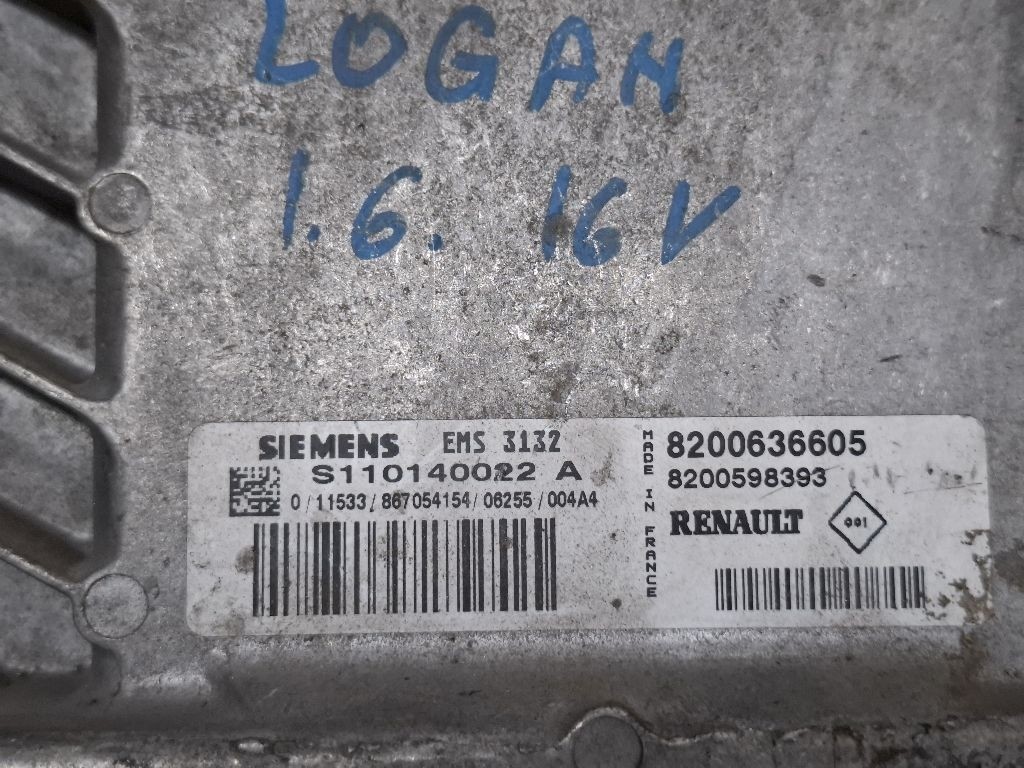 LOGAN
1.6. 16V
SIEMENS EMS 3132
S110140022 A
0/11533/867054154/06255/004A4
MADE IN FRANCE
8200636605
8200598393
RENAULT 001